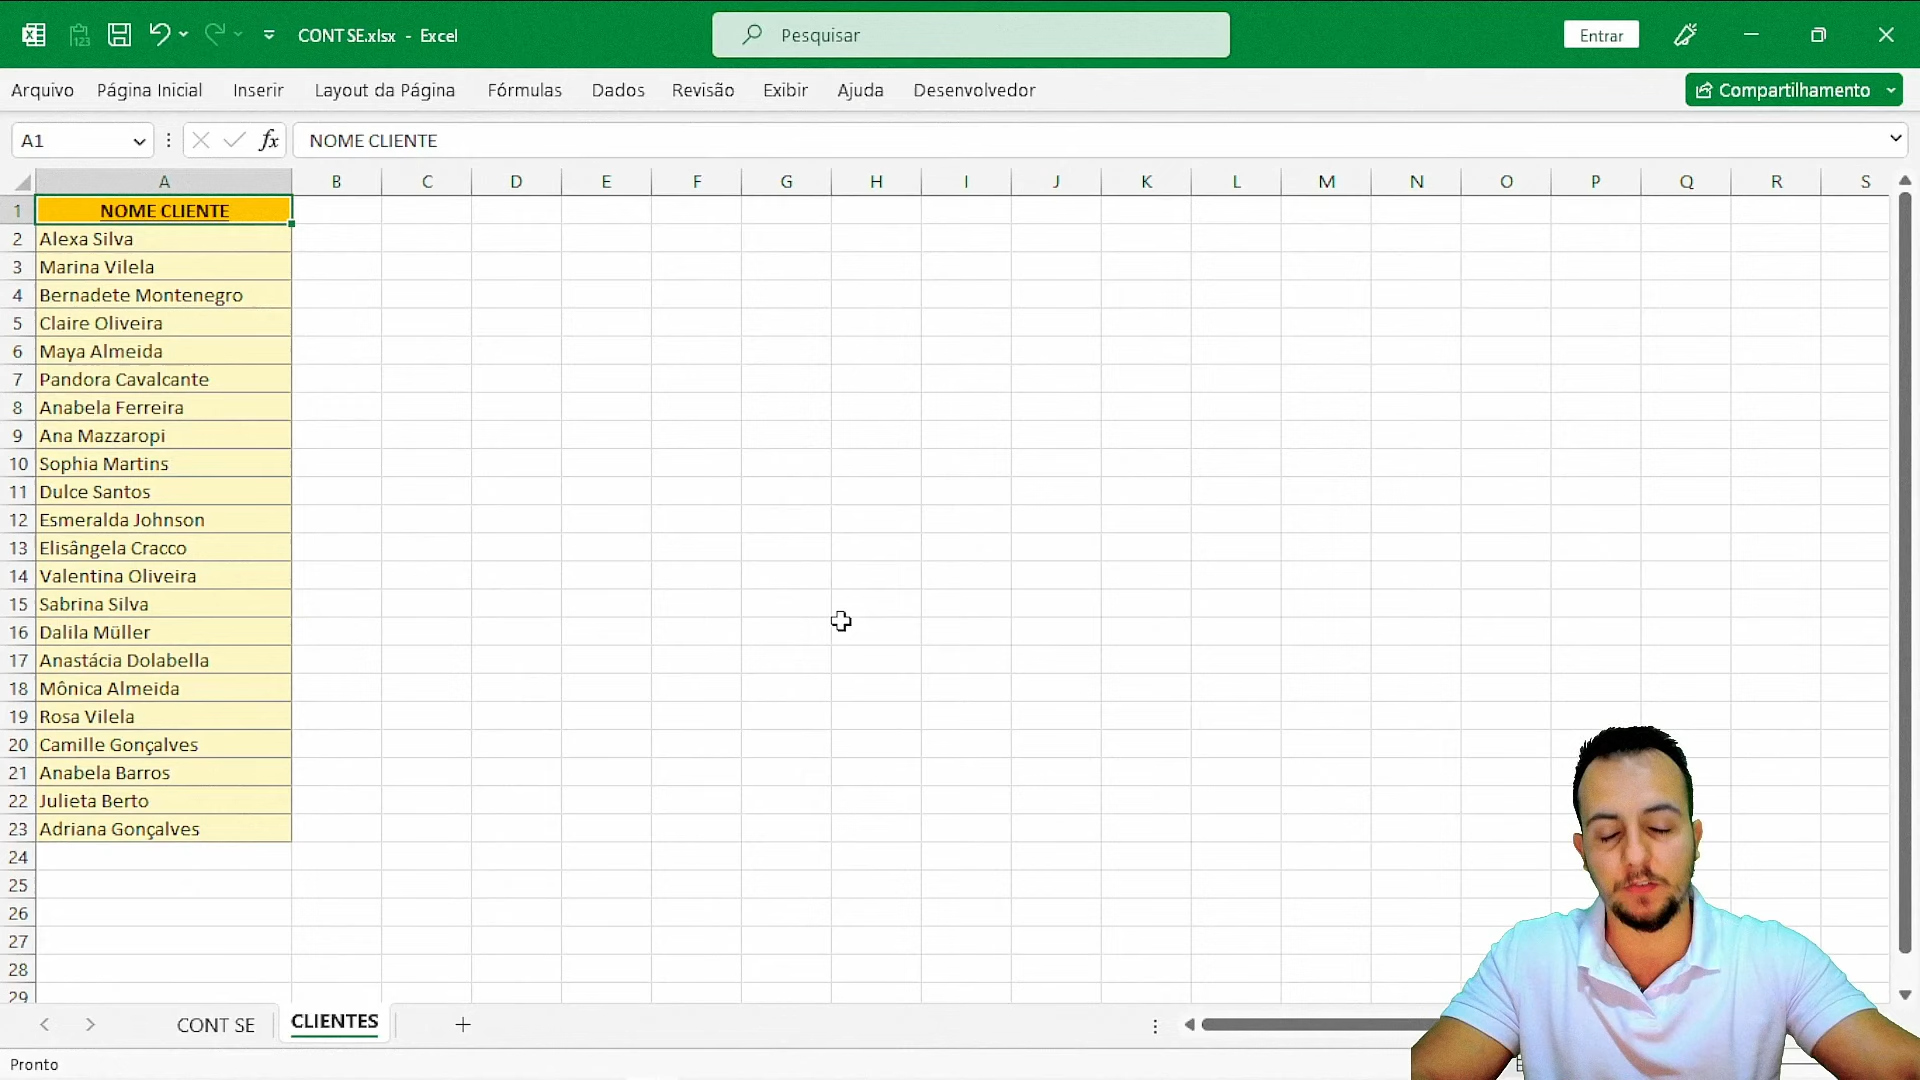 CONT SE.xlsx - Excel
Pesquisar
Entrar
Arquivo Página Inicial Inserir Layout da Página Fórmulas Dados Revisão Exibir Ajuda Desenvolvedor Compartilhamento
A1 fx NOME CLIENTE
A B C D E F G H I J K L M N O P Q R S
1 NOME CLIENTE
2 Alexa Silva
3 Marina Vilela
4 Bernadete Montenegro
5 Claire Oliveira
6 Maya Almeida
7 Pandora Cavalcante
8 Anabela Ferreira
9 Ana Mazzaropi
10 Sophia Martins
11 Dulce Santos
12 Esmeralda Johnson
13 Elisângela Cracco
14 Valentina Oliveira
15 Sabrina Silva
16 Dalila Müller
17 Anastácia Dolabella
18 Mônica Almeida
19 Rosa Vilela
20 Camille Gonçalves
21 Anabela Barros
22 Julieta Berto
23 Adriana Gonçalves
24
25
26
27
28
29
CONT SE CLIENTES
Pronto